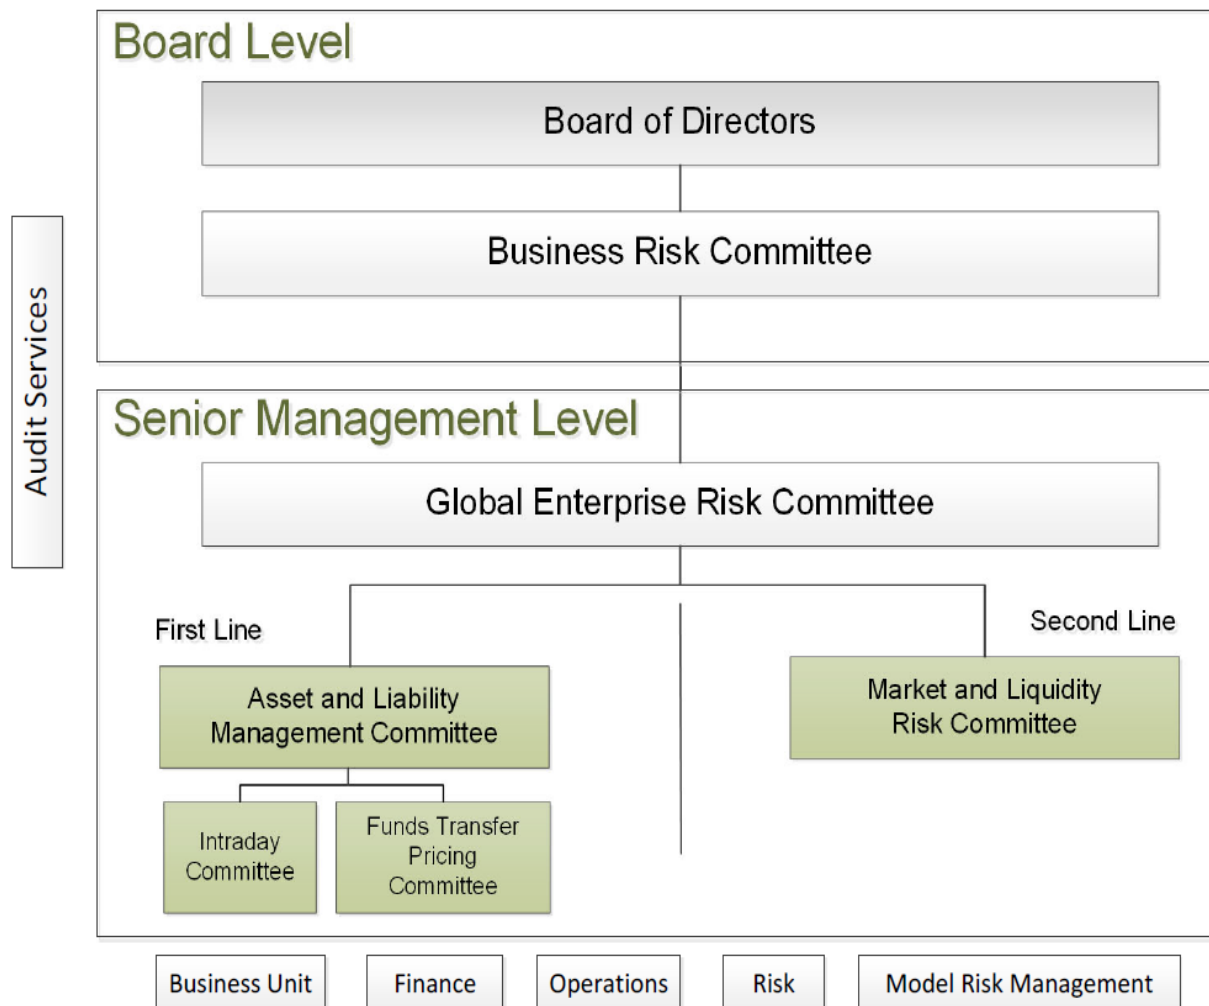 Board Level
Board of Directors
Business Risk Committee
Audit Services
Senior Management Level
Global Enterprise Risk Committee
First Line
Second Line
Asset and Liability
Management Committee
Market and Liquidity
Risk Committee
Intraday
Committee
Funds Transfer
Pricing
Committee
Business Unit
Finance
Operations
Risk
Model Risk Management